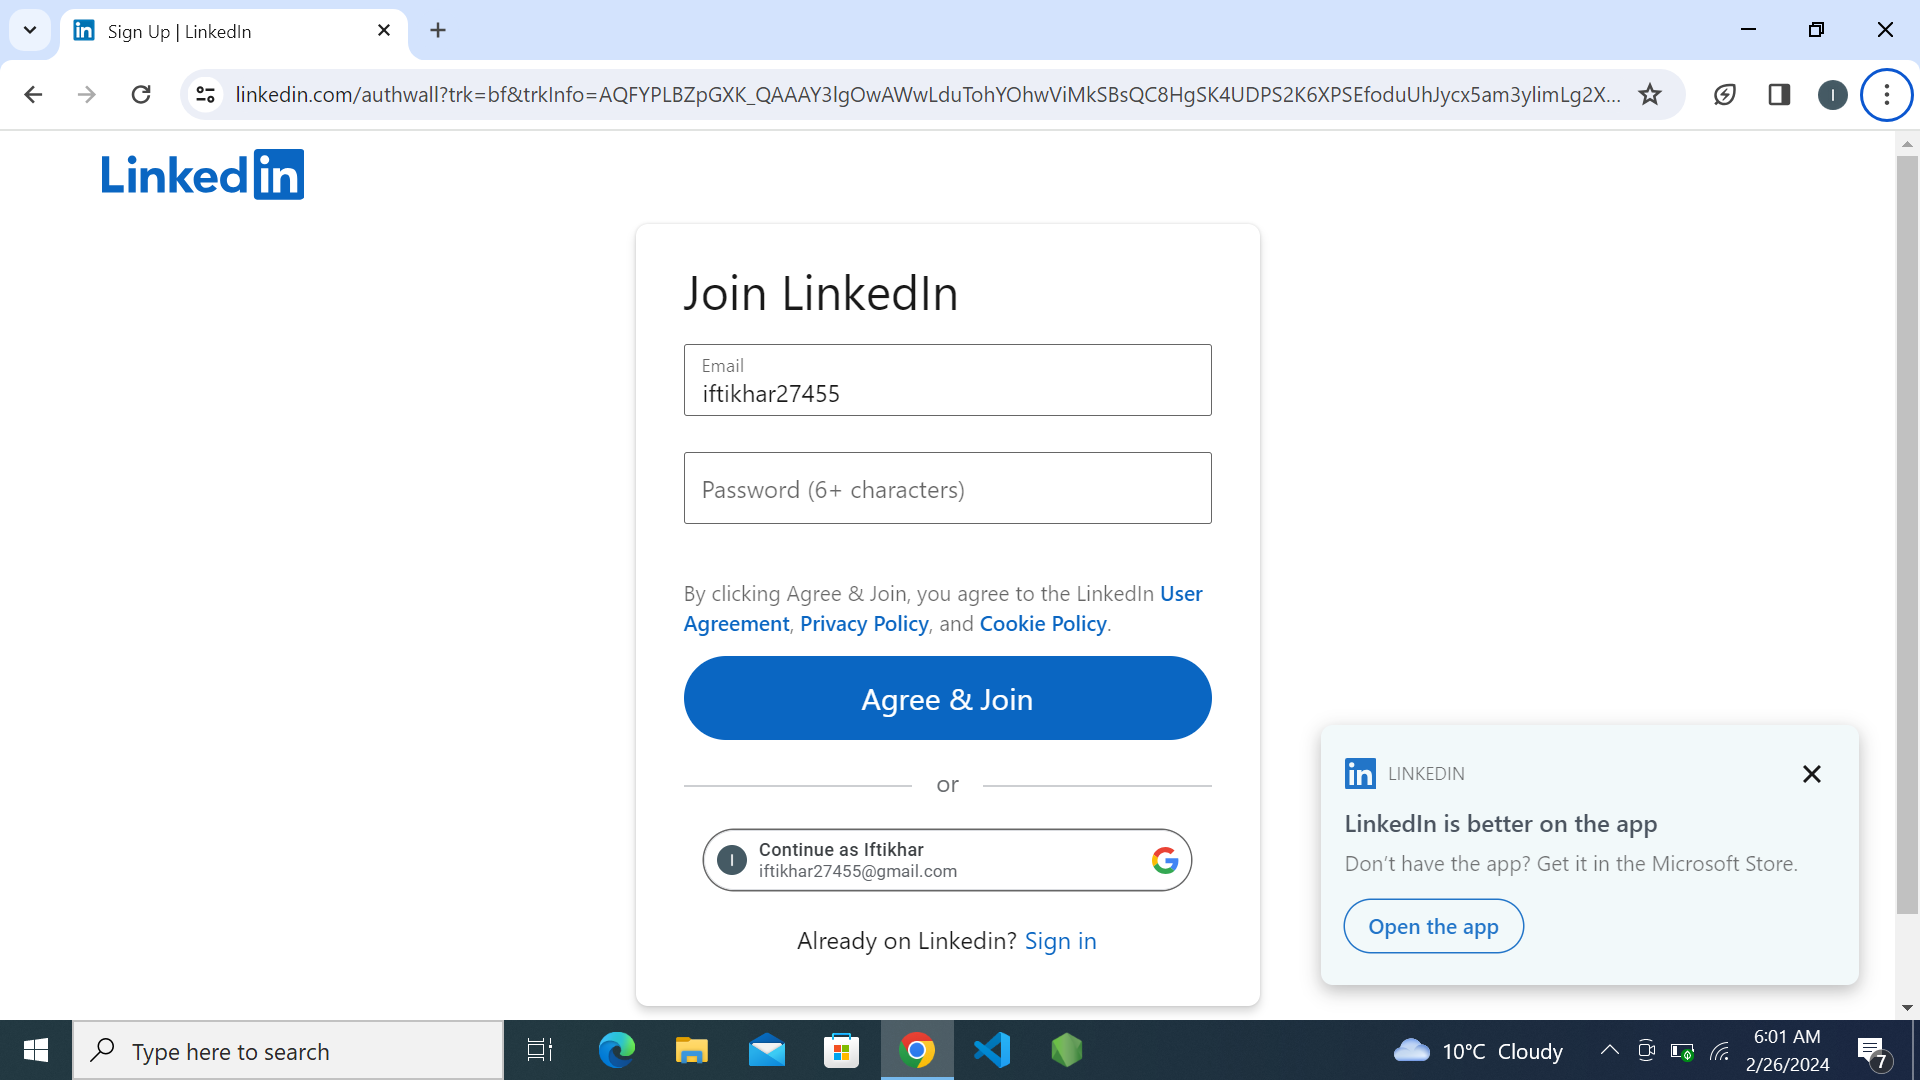 Sign Up | LinkedIn
linkedin.com/authwall?trk=bf&trkInfo=AQFYPLBZpGXK_QAAAY3lgOwAWwLduTohYOhwViMkSBsQC8HgSK4UDPS2K6XPSEfoduUhJycx5am3ylimLg2X...
I
Linked in
Join LinkedIn
Email
iftikhar27455
Password (6+ characters)
By clicking Agree & Join, you agree to the LinkedIn User
Agreement, Privacy Policy, and Cookie Policy.
Agree & Join
or
I
Continue as Iftikhar
iftikhar27455@gmail.com
Already on Linkedin? Sign in
in LINKEDIN
LinkedIn is better on the app
Don't have the app? Get it in the Microsoft Store.
Open the app
Type here to search
10°C Cloudy
6:01 AM
2/26/2024
7